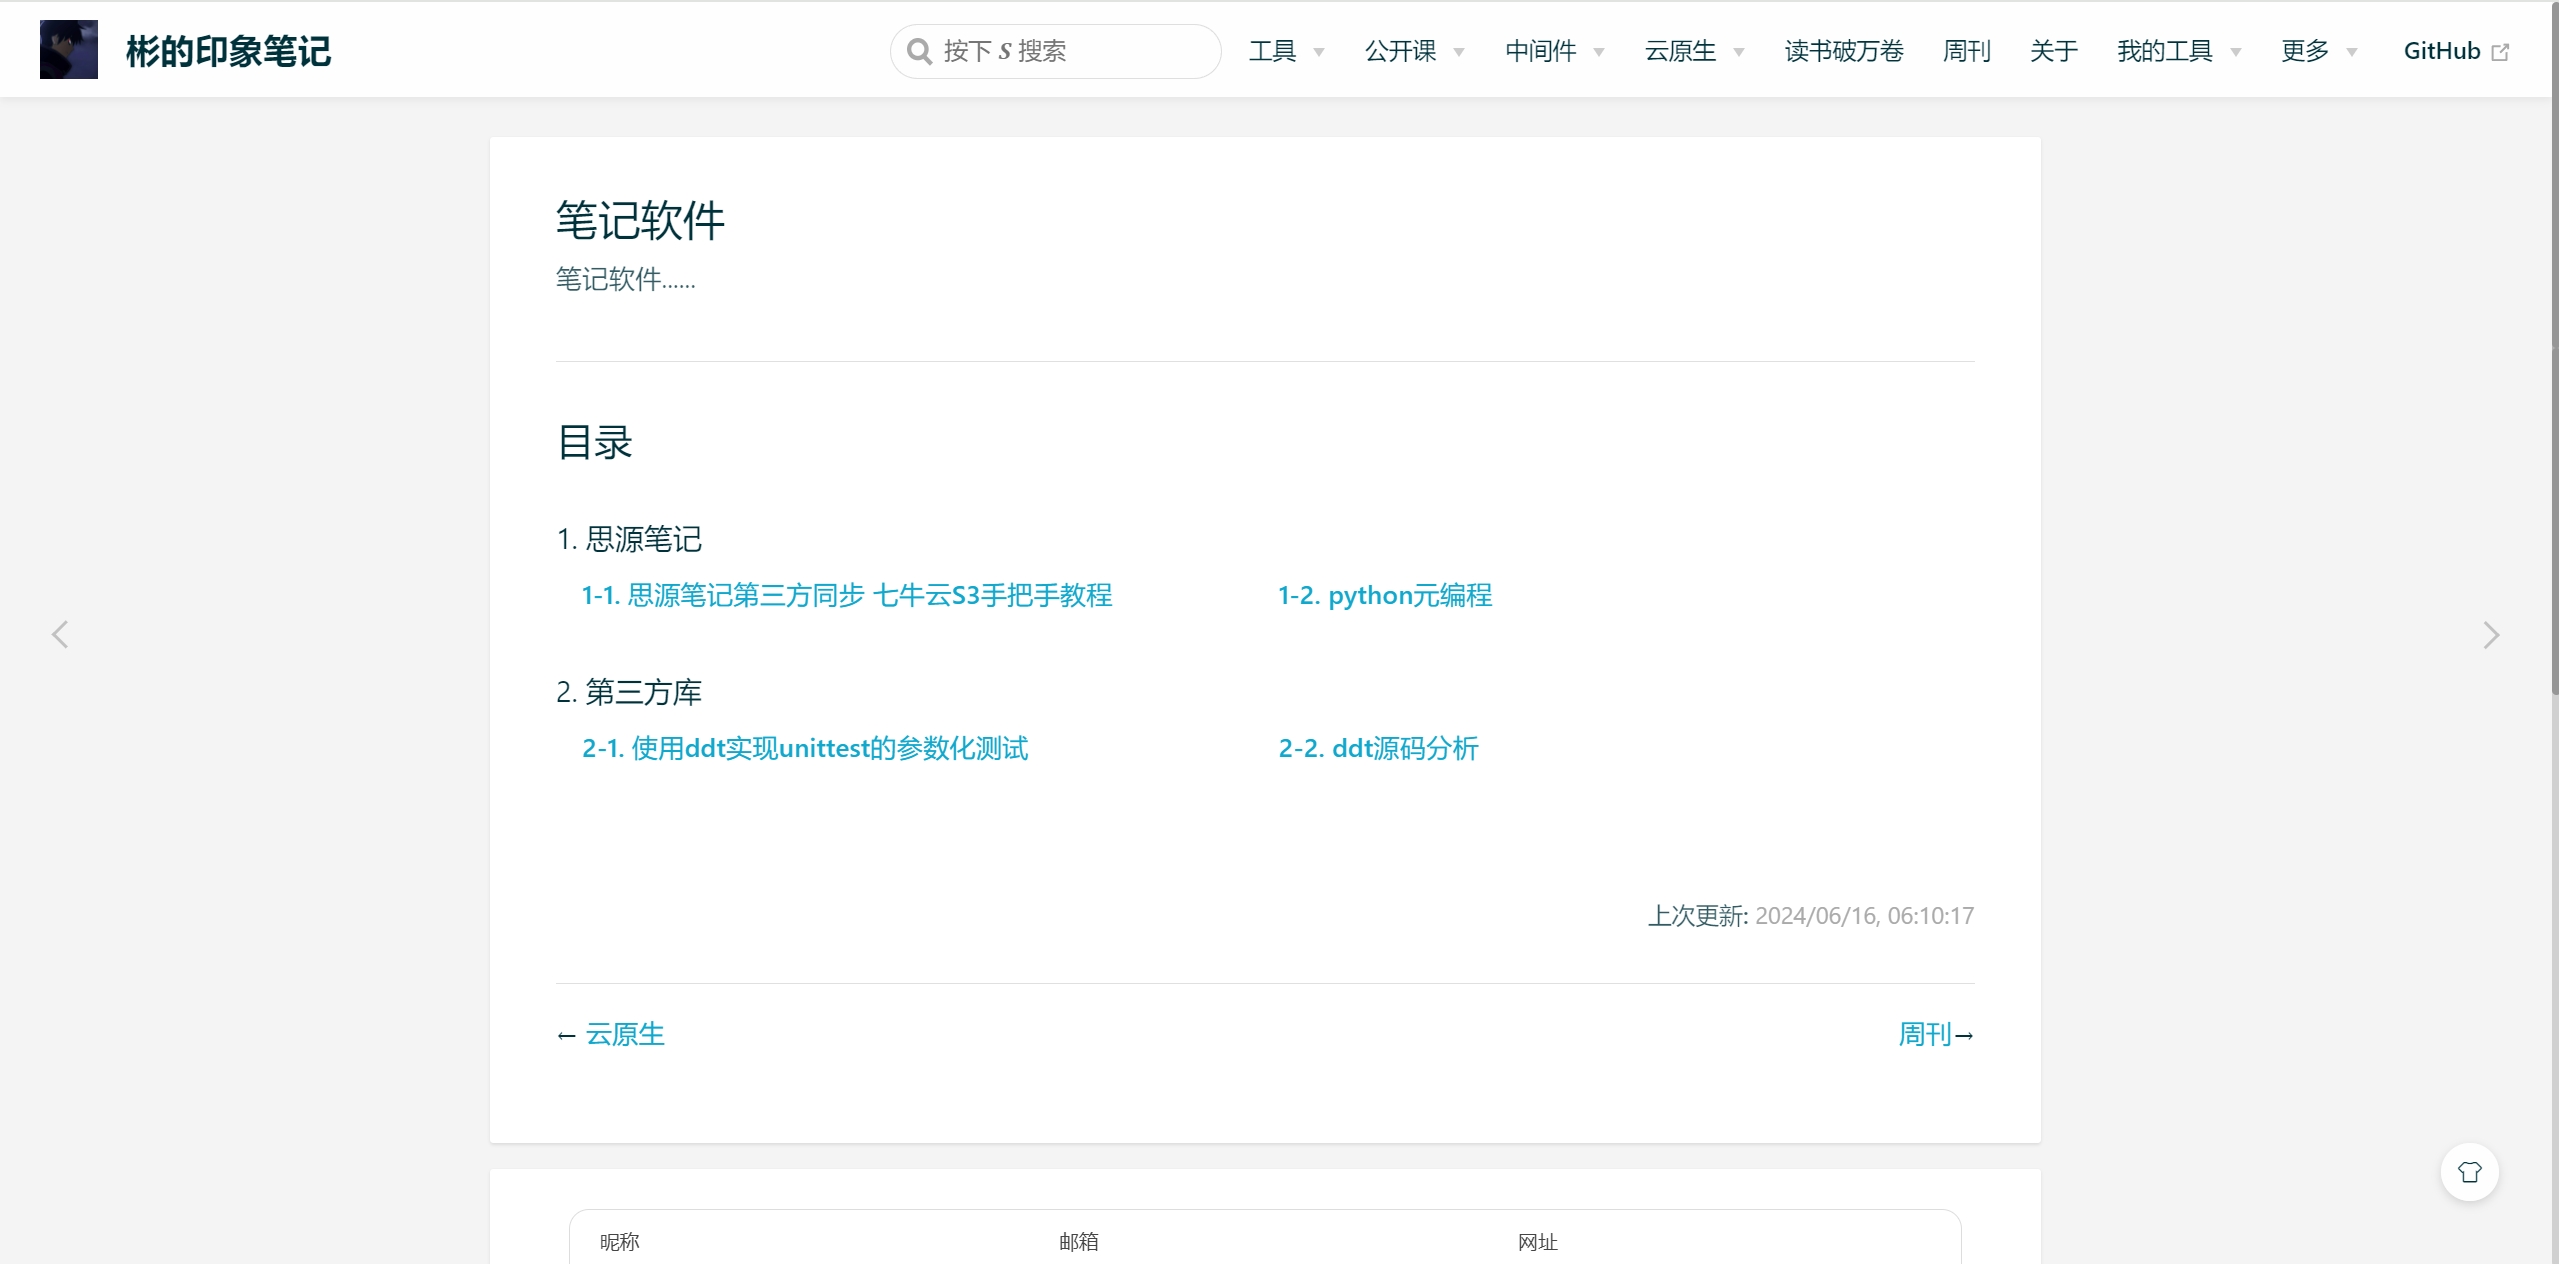 彬的印象笔记
按下 S 搜索
工具 公开课 中间件 云原生 读书破万卷 周刊 关于 我的工具 更多 GitHub
笔记软件
笔记软件......
目录
1. 思源笔记
1-1. 思源笔记第三方同步 七牛云S3手把手教程 1-2. python元编程
2. 第三方库
2-1. 使用ddt实现unittest的参数化测试 2-2. ddt源码分析
上次更新: 2024/06/16, 06:10:17
← 云原生 周刊→
昵称 邮箱 网址